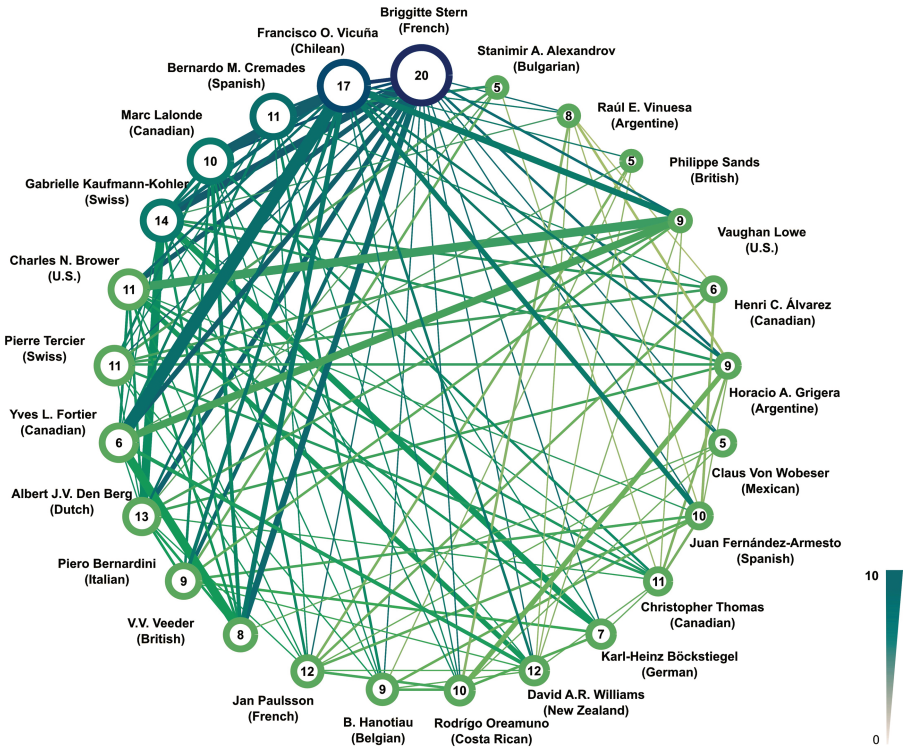 Briggitte Stern
(French)
20
Francisco O. Vicuña
(Chilean)
17
Stanimir A. Alexandrov
(Bulgarian)
5
Bernardo M. Cremades
(Spanish)
11
Raúl E. Vinuesa
(Argentine)
8
Marc Lalonde
(Canadian)
10
Philippe Sands
(British)
5
Gabrielle Kaufmann-Kohler
(Swiss)
14
Vaughan Lowe
(U.S.)
9
Charles N. Brower
(U.S.)
11
Henri C. Álvarez
(Canadian)
6
Pierre Tercier
(Swiss)
11
Horacio A. Grigera
(Argentine)
9
Yves L. Fortier
(Canadian)
6
Claus Von Wobeser
(Mexican)
5
Albert J.V. Den Berg
(Dutch)
13
Juan Fernández-Armesto
(Spanish)
10
Piero Bernardini
(Italian)
9
Christopher Thomas
(Canadian)
11
V.V. Veeder
(British)
8
Karl-Heinz Böckstiegel
(German)
7
Jan Paulsson
(French)
12
David A.R. Williams
(New Zealand)
12
B. Hanotiau
(Belgian)
9
Rodrígo Oreamuno
(Costa Rican)
10
10
0